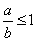 a/b ≤ 1